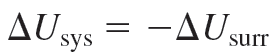 ΔU_sys = −ΔU_surr